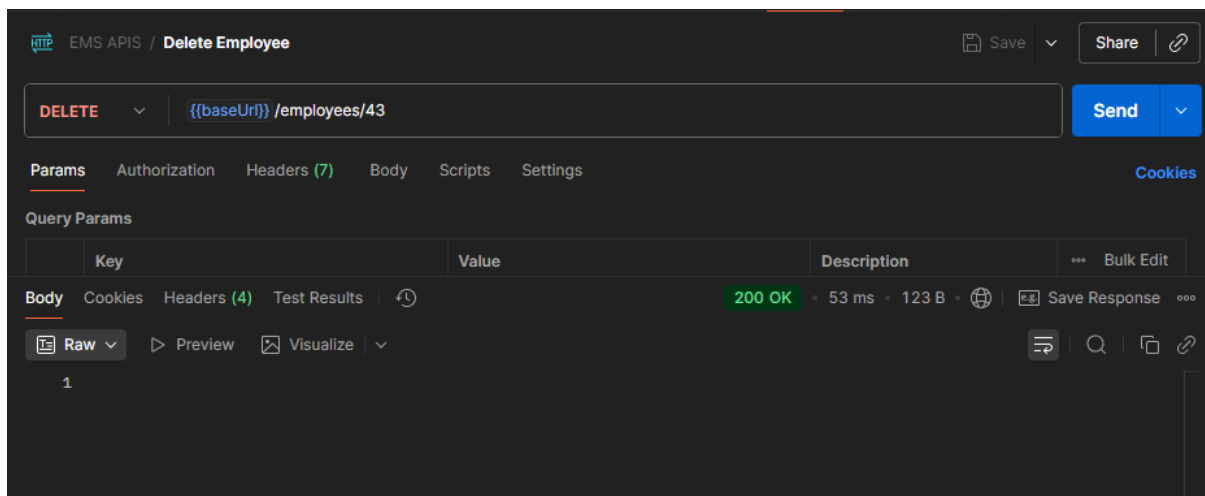 HTTP EMS APIS / Delete Employee Save Share
DELETE {{baseUrl}} /employees/43 Send
Params Authorization Headers (7) Body Scripts Settings Cookies
Query Params
Key Value Description Bulk Edit
Body Cookies Headers (4) Test Results 200 OK 53 ms 123 B e.g. Save Response
Raw Preview Visualize
1